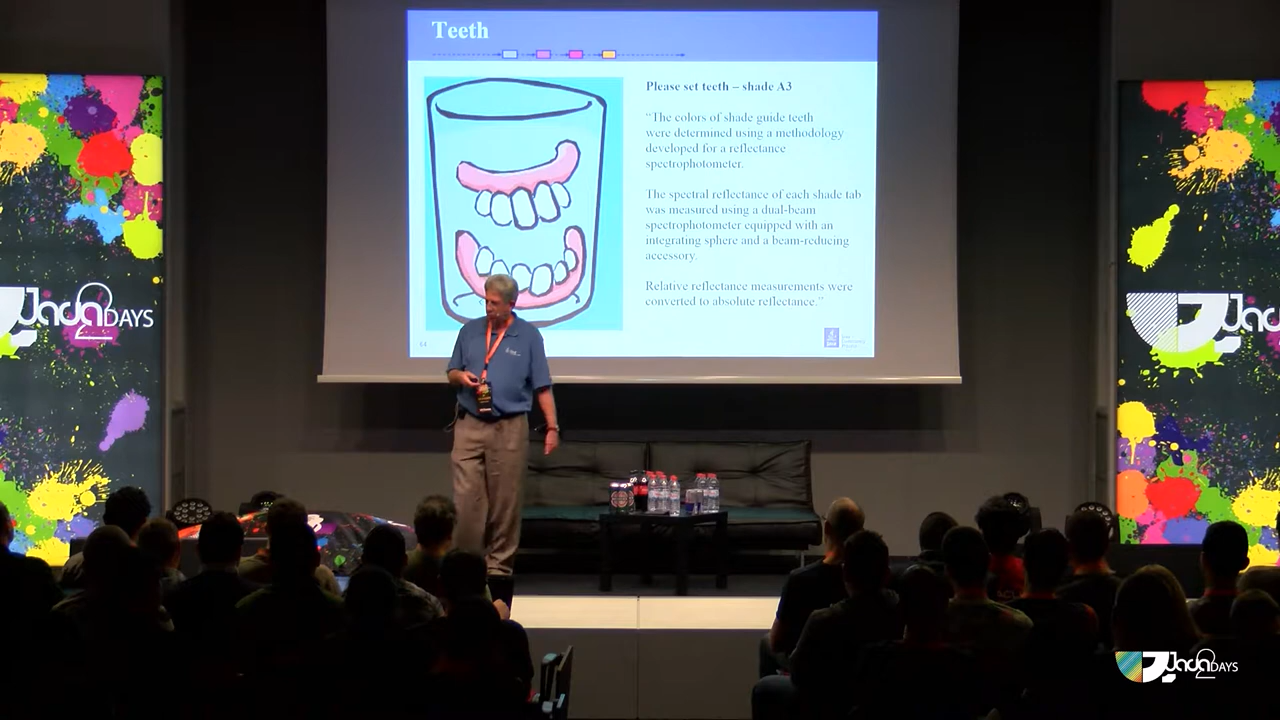 Teeth
Please set teeth – shade A3
“The colors of shade guide teeth
were determined using a methodology
developed for a reflectance
spectrophotometer.
The spectral reflectance of each shade tab
was measured using a dual-beam
spectrophotometer equipped with an
integrating sphere and a beam-reducing
accessory.
Relative reflectance measurements were
converted to absolute reflectance.”
Java2DAYS
Java2DAYS